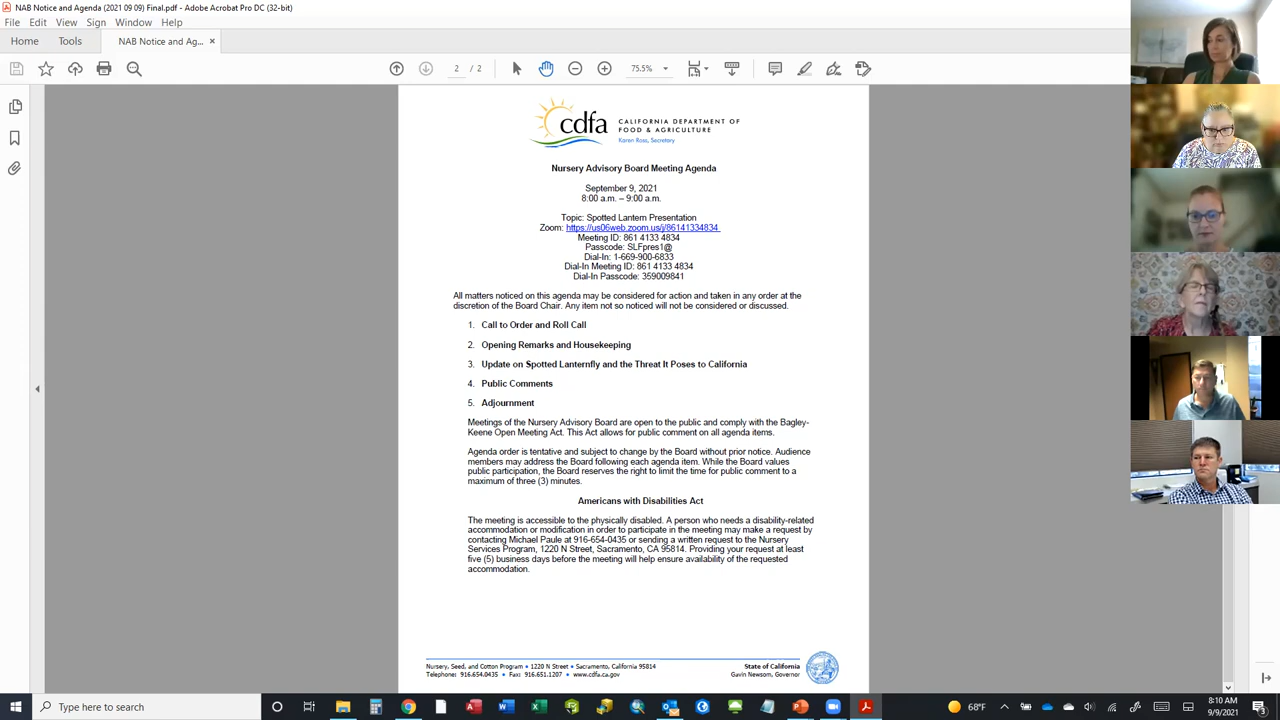 NAB Notice and Agenda (2021 09 09) Final.pdf - Adobe Acrobat Pro DC (32-bit)
File Edit View Sign Window Help
Home Tools NAB Notice and Ag... ×
2 / 2 75.5%
cdfa
CALIFORNIA DEPARTMENT OF
FOOD & AGRICULTURE
Karen Ross, Secretary
Nursery Advisory Board Meeting Agenda
September 9, 2021
8:00 a.m. – 9:00 a.m.
Topic: Spotted Lantern Presentation
Zoom: https://us06web.zoom.us/j/86141334834
Meeting ID: 861 4133 4834
Passcode: SLFpres1@
Dial-In: 1-669-900-6833
Dial-In Meeting ID: 861 4133 4834
Dial-In Passcode: 359009841
All matters noticed on this agenda may be considered for action and taken in any order at the
discretion of the Board Chair. Any item not so noticed will not be considered or discussed.
1. Call to Order and Roll Call
2. Opening Remarks and Housekeeping
3. Update on Spotted Lanternfly and the Threat It Poses to California
4. Public Comments
5. Adjournment
Meetings of the Nursery Advisory Board are open to the public and comply with the Bagley-
Keene Open Meeting Act. This Act allows for public comment on all agenda items.
Agenda order is tentative and subject to change by the Board without prior notice. Audience
members may address the Board following each agenda item. While the Board values
public participation, the Board reserves the right to limit the time for public comment to a
maximum of three (3) minutes.
Americans with Disabilities Act
The meeting is accessible to the physically disabled. A person who needs a disability-related
accommodation or modification in order to participate in the meeting may make a request by
contacting Michael Paule at 916-654-0435 or sending a written request to the Nursery
Services Program, 1220 N Street, Sacramento, CA 95814. Providing your request at least
five (5) business days before the meeting will help ensure availability of the requested
accommodation.
Nursery, Seed, and Cotton Program • 1220 N Street • Sacramento, California 95814
Telephone: 916.654.0435 • Fax: 916.651.1207 • www.cdfa.ca.gov
State of California
Gavin Newsom, Governor
Type here to search
68°F
8:10 AM
9/9/2021